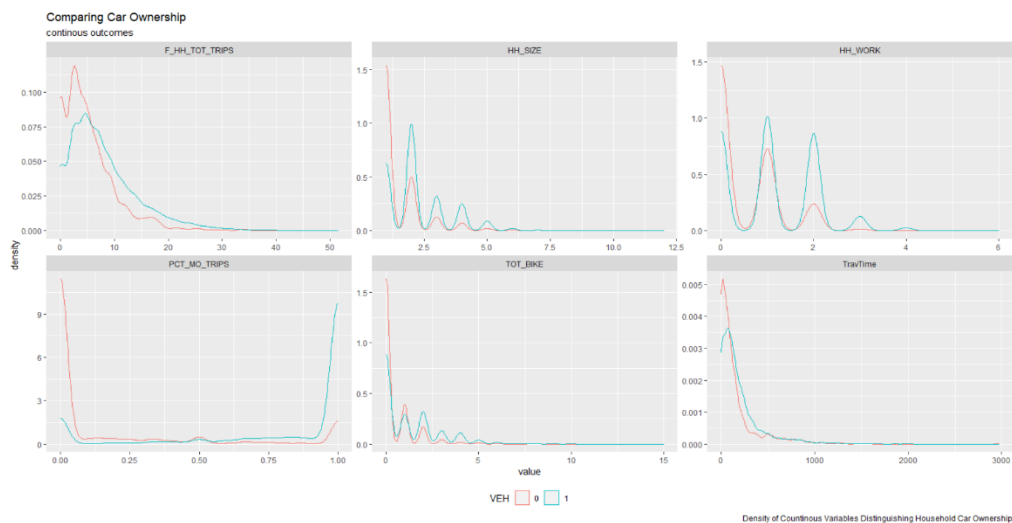 Comparing Car Ownership
continous outcomes
F_HH_TOT_TRIPS
HH_SIZE
HH_WORK
0.100
0.075
0.050
0.025
0.000
0 10 20 30 40 50
1.5
1.0
0.5
0.0
2.5 5.0 7.5 10.0 12.5
1.5
1.0
0.5
0.0
0 2 4 6
density
PCT_MO_TRIPS
TOT_BIKE
TravTime
9
6
3
0
0.00 0.25 0.50 0.75 1.00
1.5
1.0
0.5
0.0
0 5 10 15
0.005
0.004
0.003
0.002
0.001
0.000
0 1000 2000 3000
value
VEH 0 1
Density of Countinous Variables Distinguishing Household Car Ownership